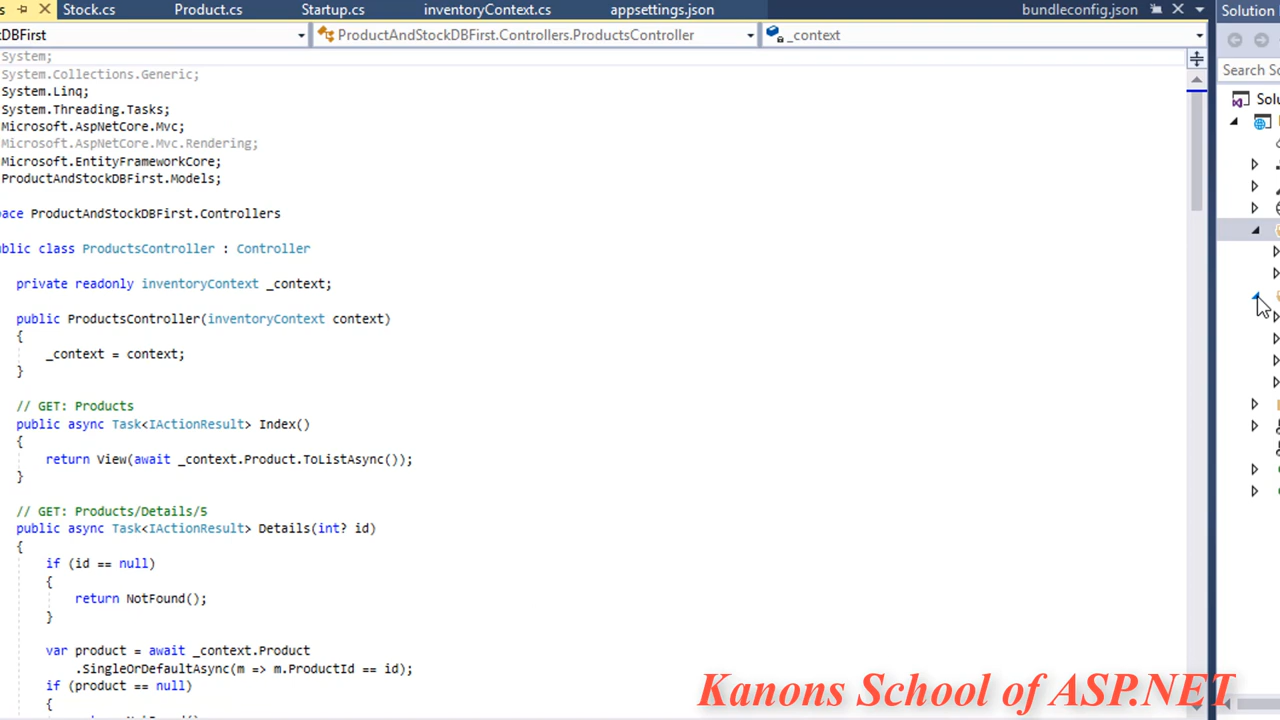 s Stock.cs Product.cs Startup.cs inventoryContext.cs appsettings.json bundleconfig.json Solution
kDBFirst ProductAndStockDBFirst.Controllers.ProductsController _context
System;
System.Collections.Generic;
System.Linq;
System.Threading.Tasks;
Microsoft.AspNetCore.Mvc;
Microsoft.AspNetCore.Mvc.Rendering;
Microsoft.EntityFrameworkCore;
ProductAndStockDBFirst.Models;
pace ProductAndStockDBFirst.Controllers
blic class ProductsController : Controller
private readonly inventoryContext _context;
public ProductsController(inventoryContext context)
{
_context = context;
}
// GET: Products
public async Task<IActionResult> Index()
{
return View(await _context.Product.ToListAsync());
}
// GET: Products/Details/5
public async Task<IActionResult> Details(int? id)
{
if (id == null)
{
return NotFound();
}
var product = await _context.Product
.SingleOrDefaultAsync(m => m.ProductId == id);
if (product == null)
{
Search So
Solu
Kanons School of ASP.NET